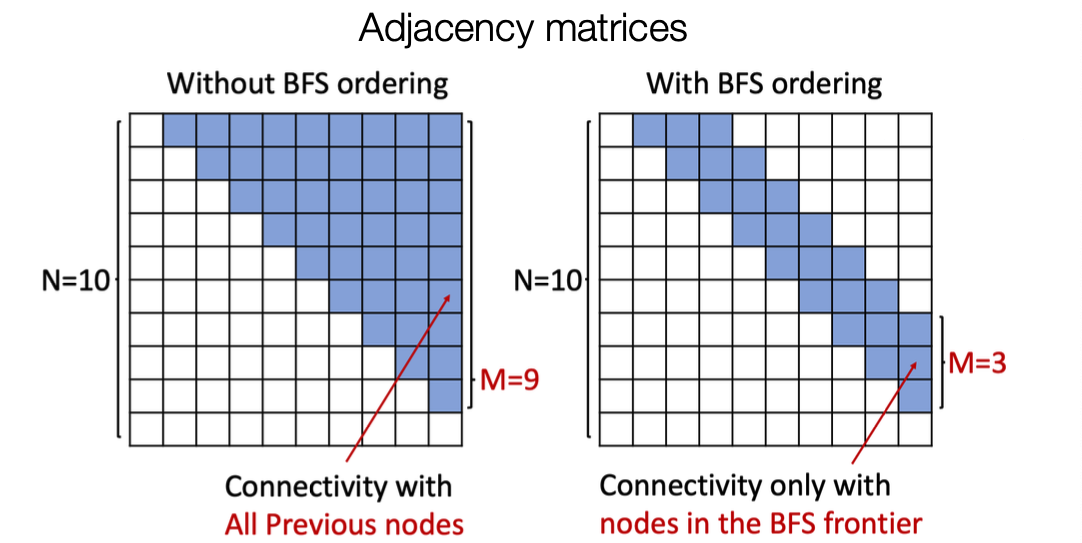 Adjacency matrices
Without BFS ordering
With BFS ordering
N=10
M=9
N=10
M=3
Connectivity with
All Previous nodes
Connectivity only with
nodes in the BFS frontier